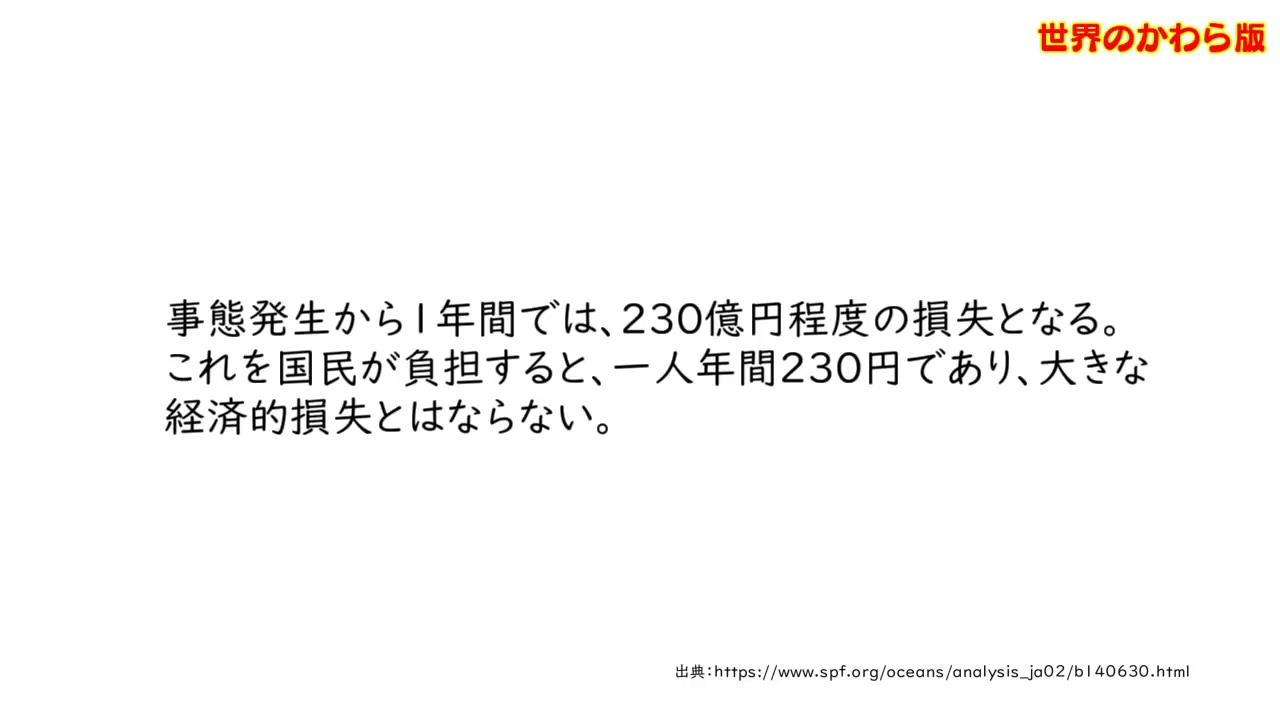 世界のかわら版
事態発生から1年間では、230億円程度の損失となる。
これを国民が負担すると、一人年間230円であり、大きな
経済的損失とはならない。
出典：https://www.spf.org/oceans/analysis_ja02/b140630.html